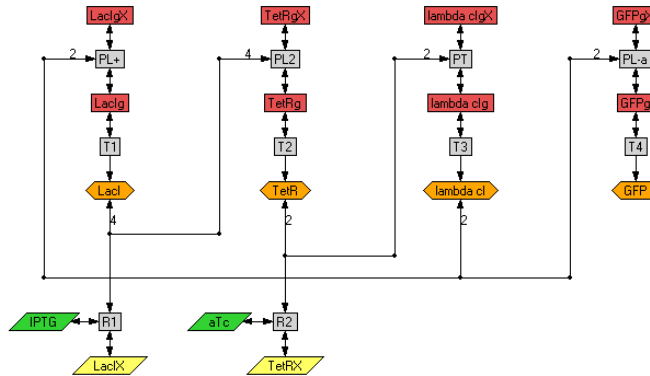 LacIgX TetRgX lambda cIgX GFPgX
2 PL+ 4 PL2 2 PT 2 PL-a
LacIg TetRg lambda cIg GFPg
T1 T2 T3 T4
LacI TetR lambda cI GFP
4 2 2
IPTG R1 aTc R2
LacIX TetRX